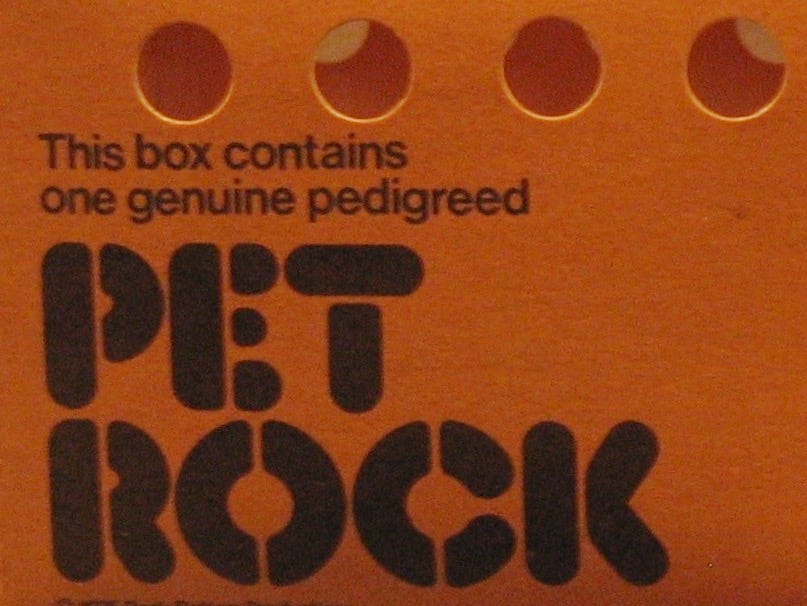 This box contains
one genuine pedigreed
PET
ROCK